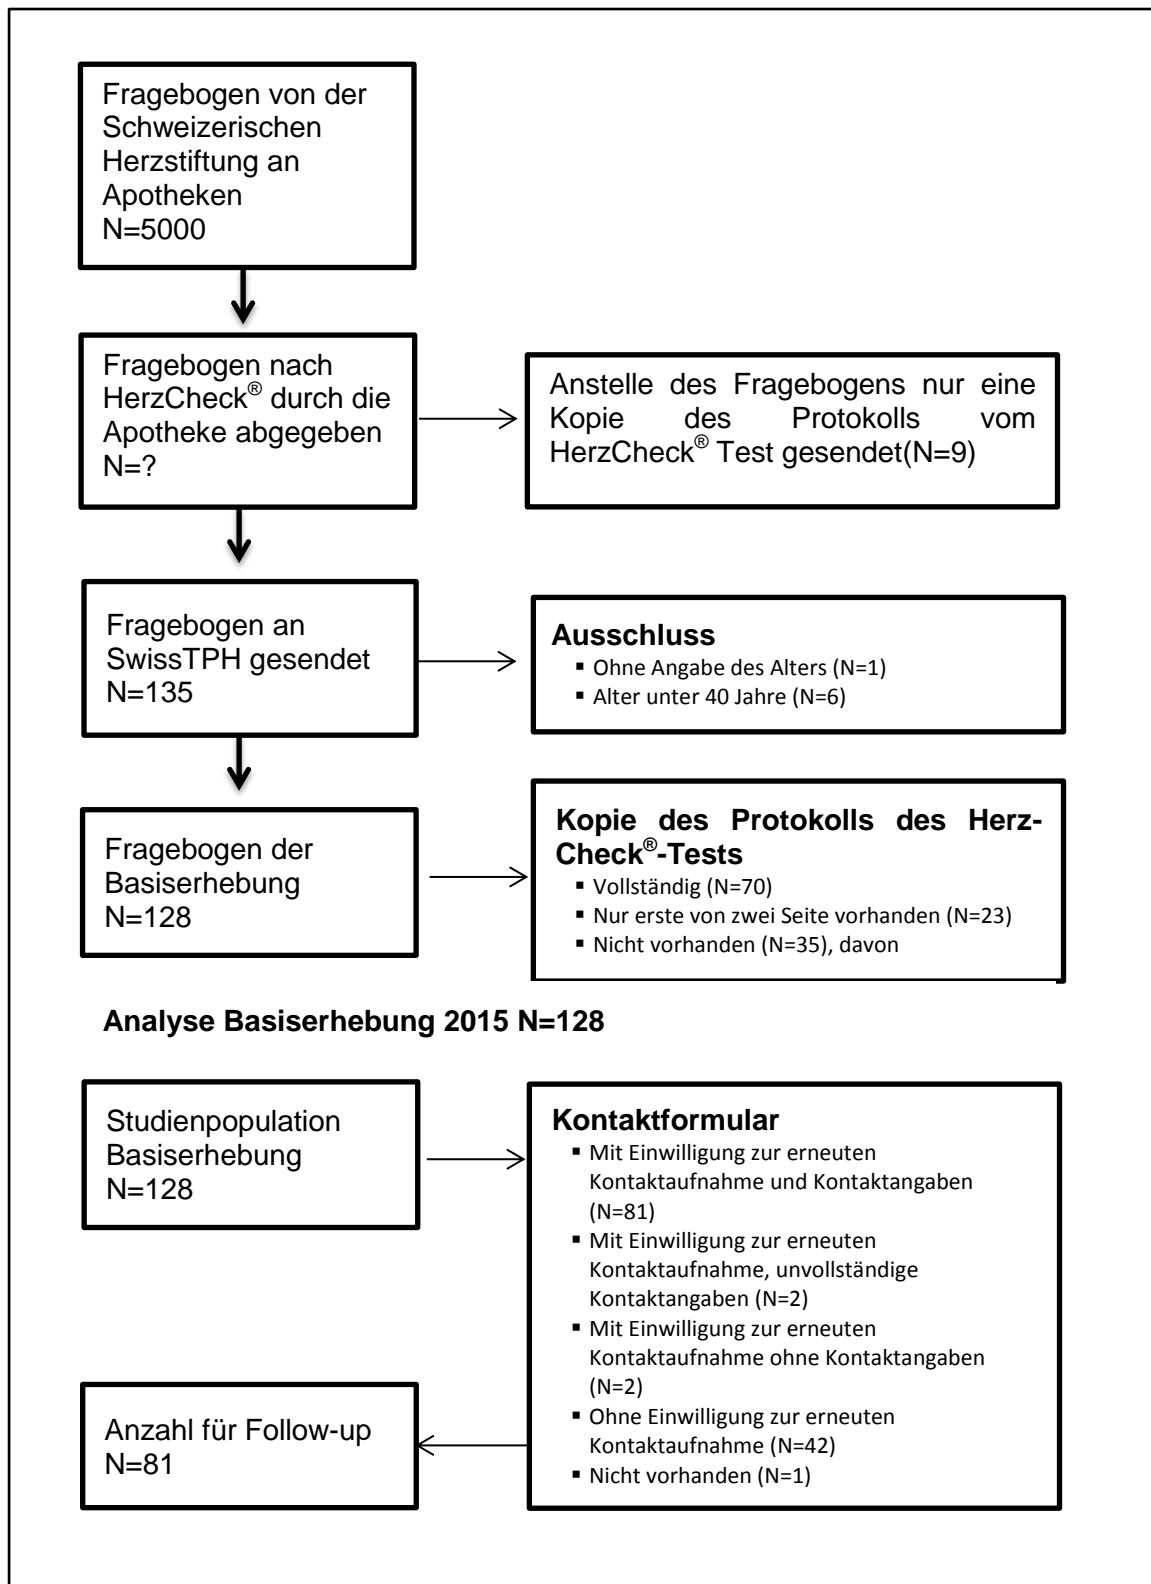 Fragebogen von der
Schweizerischen
Herzstiftung an
Apotheken
N=5000
Fragebogen nach
HerzCheck® durch die
Apotheke abgegeben
N=?
Anstelle des Fragebogens nur eine
Kopie des Protokolls vom
HerzCheck® Test gesendet(N=9)
Fragebogen an
SwissTPH gesendet
N=135
Ausschluss
▪ Ohne Angabe des Alters (N=1)
▪ Alter unter 40 Jahre (N=6)
Fragebogen der
Basiserhebung
N=128
Kopie des Protokolls des Herz-
Check®-Tests
▪ Vollständig (N=70)
▪ Nur erste von zwei Seite vorhanden (N=23)
▪ Nicht vorhanden (N=35), davon
Analyse Basiserhebung 2015 N=128
Studienpopulation
Basiserhebung
N=128
Kontaktformular
▪ Mit Einwilligung zur erneuten
Kontaktaufnahme und Kontaktangaben
(N=81)
▪ Mit Einwilligung zur erneuten
Kontaktaufnahme, unvollständige
Kontaktangaben (N=2)
▪ Mit Einwilligung zur erneuten
Kontaktaufnahme ohne Kontaktangaben
(N=2)
▪ Ohne Einwilligung zur erneuten
Kontaktaufnahme (N=42)
▪ Nicht vorhanden (N=1)
Anzahl für Follow-up
N=81